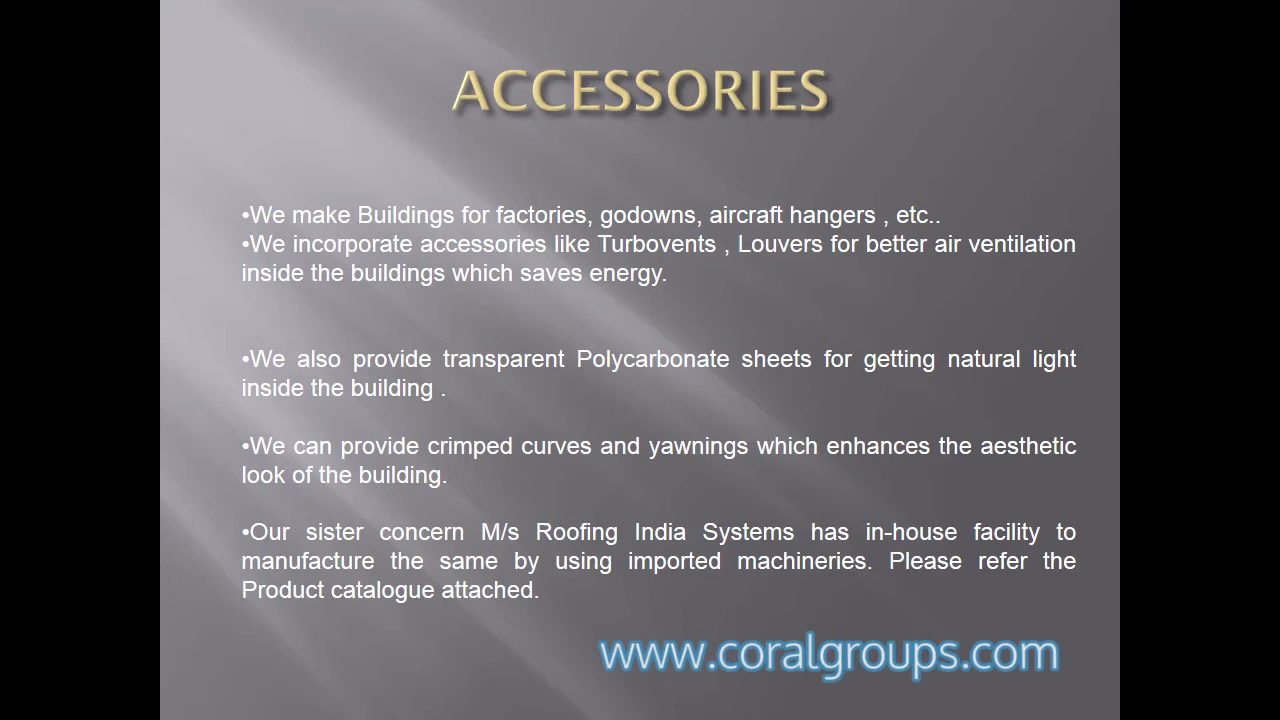 ACCESSORIES
•We make Buildings for factories, godowns, aircraft hangers , etc..
•We incorporate accessories like Turbovents , Louvers for better air ventilation
inside the buildings which saves energy.
•We also provide transparent Polycarbonate sheets for getting natural light
inside the building .
•We can provide crimped curves and yawnings which enhances the aesthetic
look of the building.
•Our sister concern M/s Roofing India Systems has in-house facility to
manufacture the same by using imported machineries. Please refer the
Product catalogue attached.
www.coralgroups.com